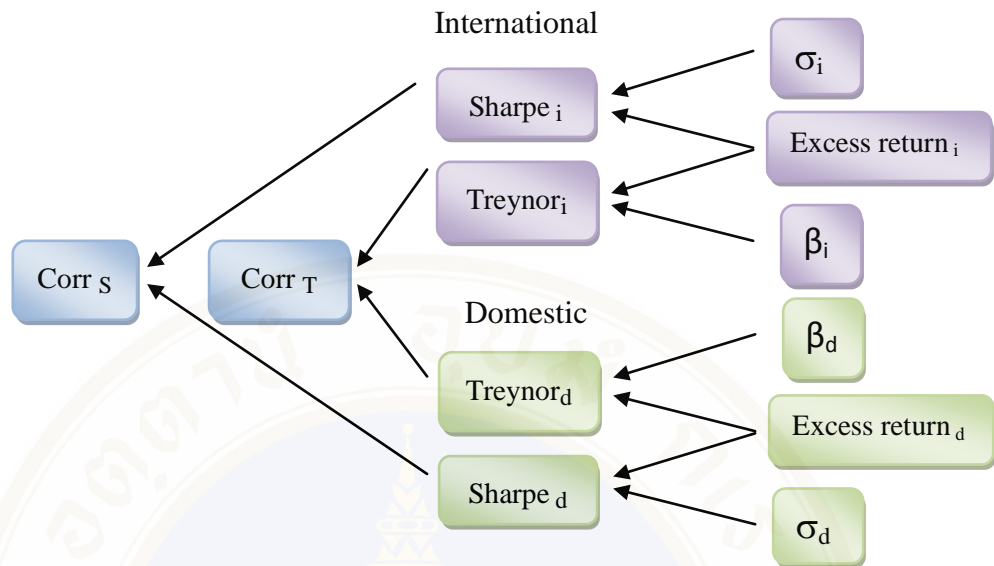 International
σi
Sharpe i
Excess return i
Treynori
βi
Corr S
Corr T
Domestic
βd
Treynord
Excess return d
Sharpe d
σd